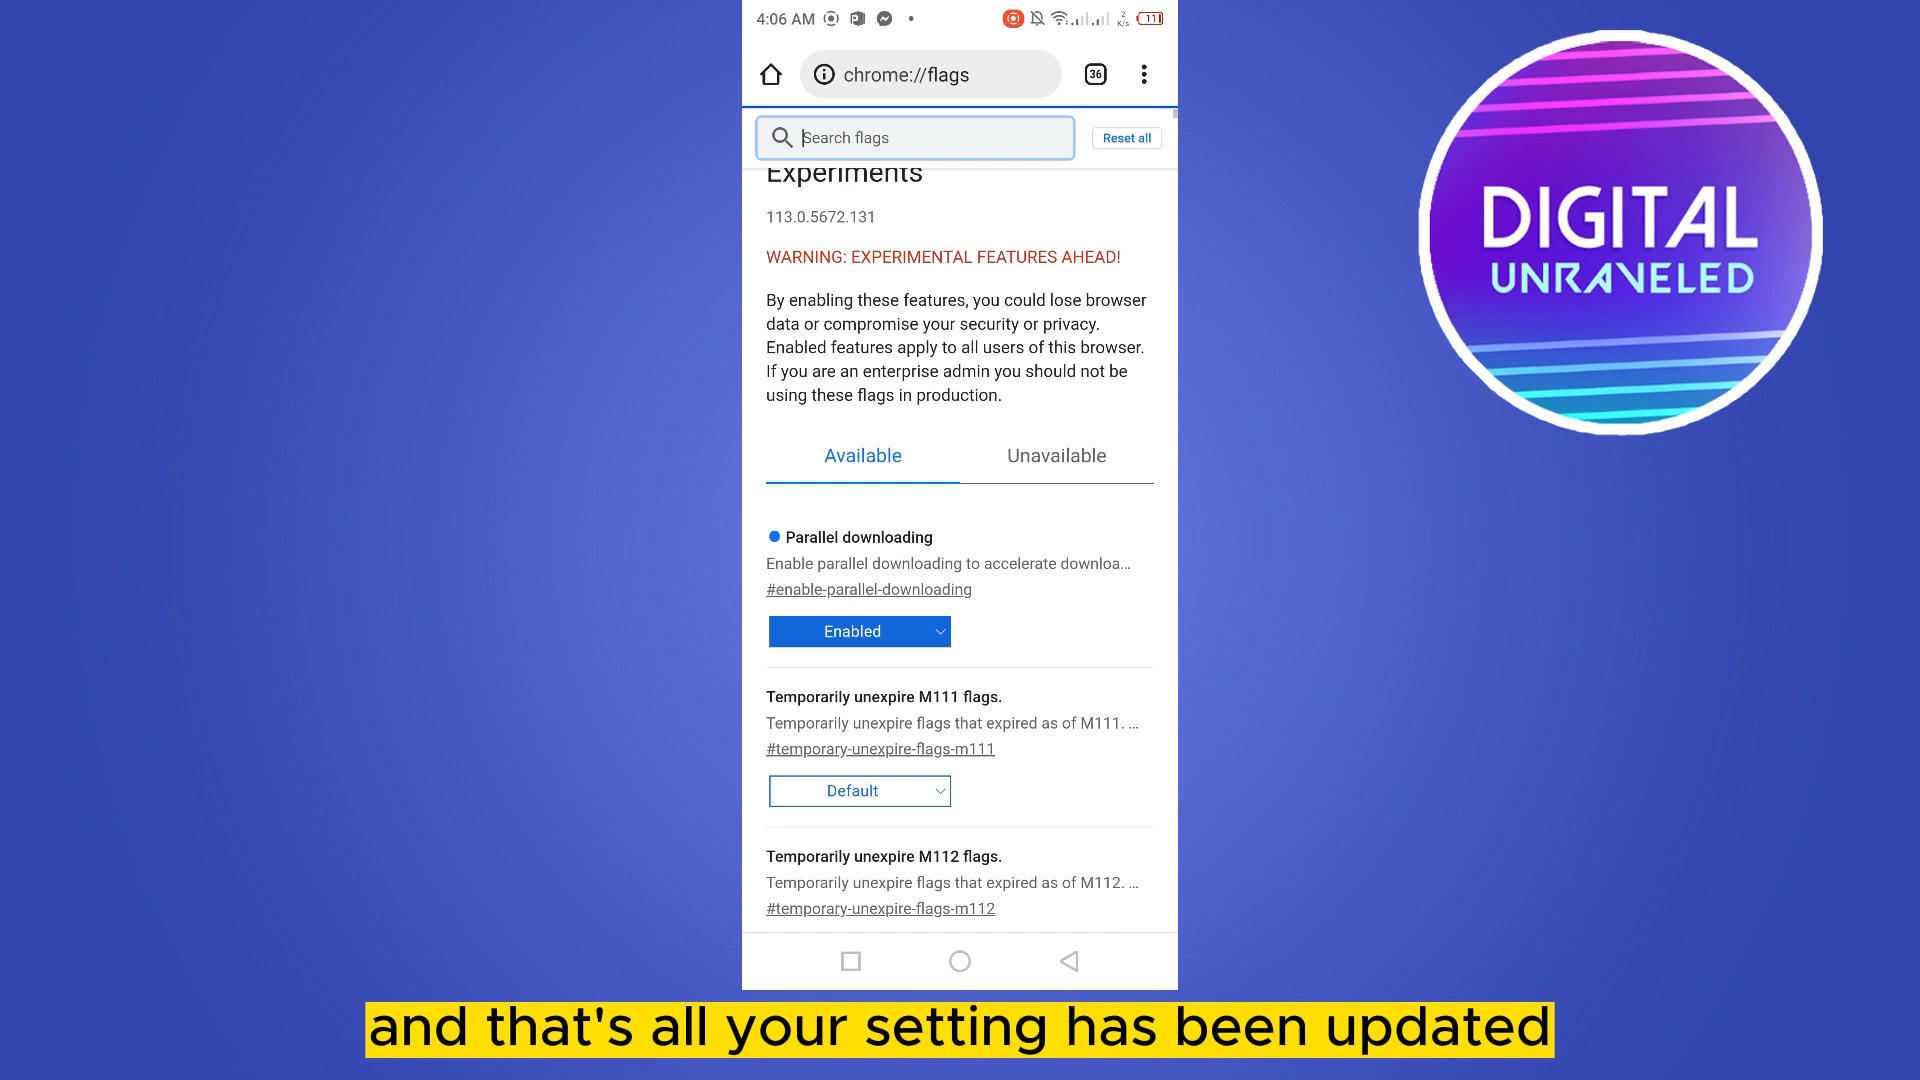 4:06 AM
2
K/s
11
chrome://flags
36
Search flags
Reset all
Experiments
113.0.5672.131
WARNING: EXPERIMENTAL FEATURES AHEAD!
By enabling these features, you could lose browser
data or compromise your security or privacy.
Enabled features apply to all users of this browser.
If you are an enterprise admin you should not be
using these flags in production.
Available
Unavailable
Parallel downloading
Enable parallel downloading to accelerate downloa...
#enable-parallel-downloading
Enabled
Temporarily unexpire M111 flags.
Temporarily unexpire flags that expired as of M111. ...
#temporary-unexpire-flags-m111
Default
Temporarily unexpire M112 flags.
Temporarily unexpire flags that expired as of M112. ...
#temporary-unexpire-flags-m112
DIGITAL
UNRAVELED
and that's all your setting has been updated